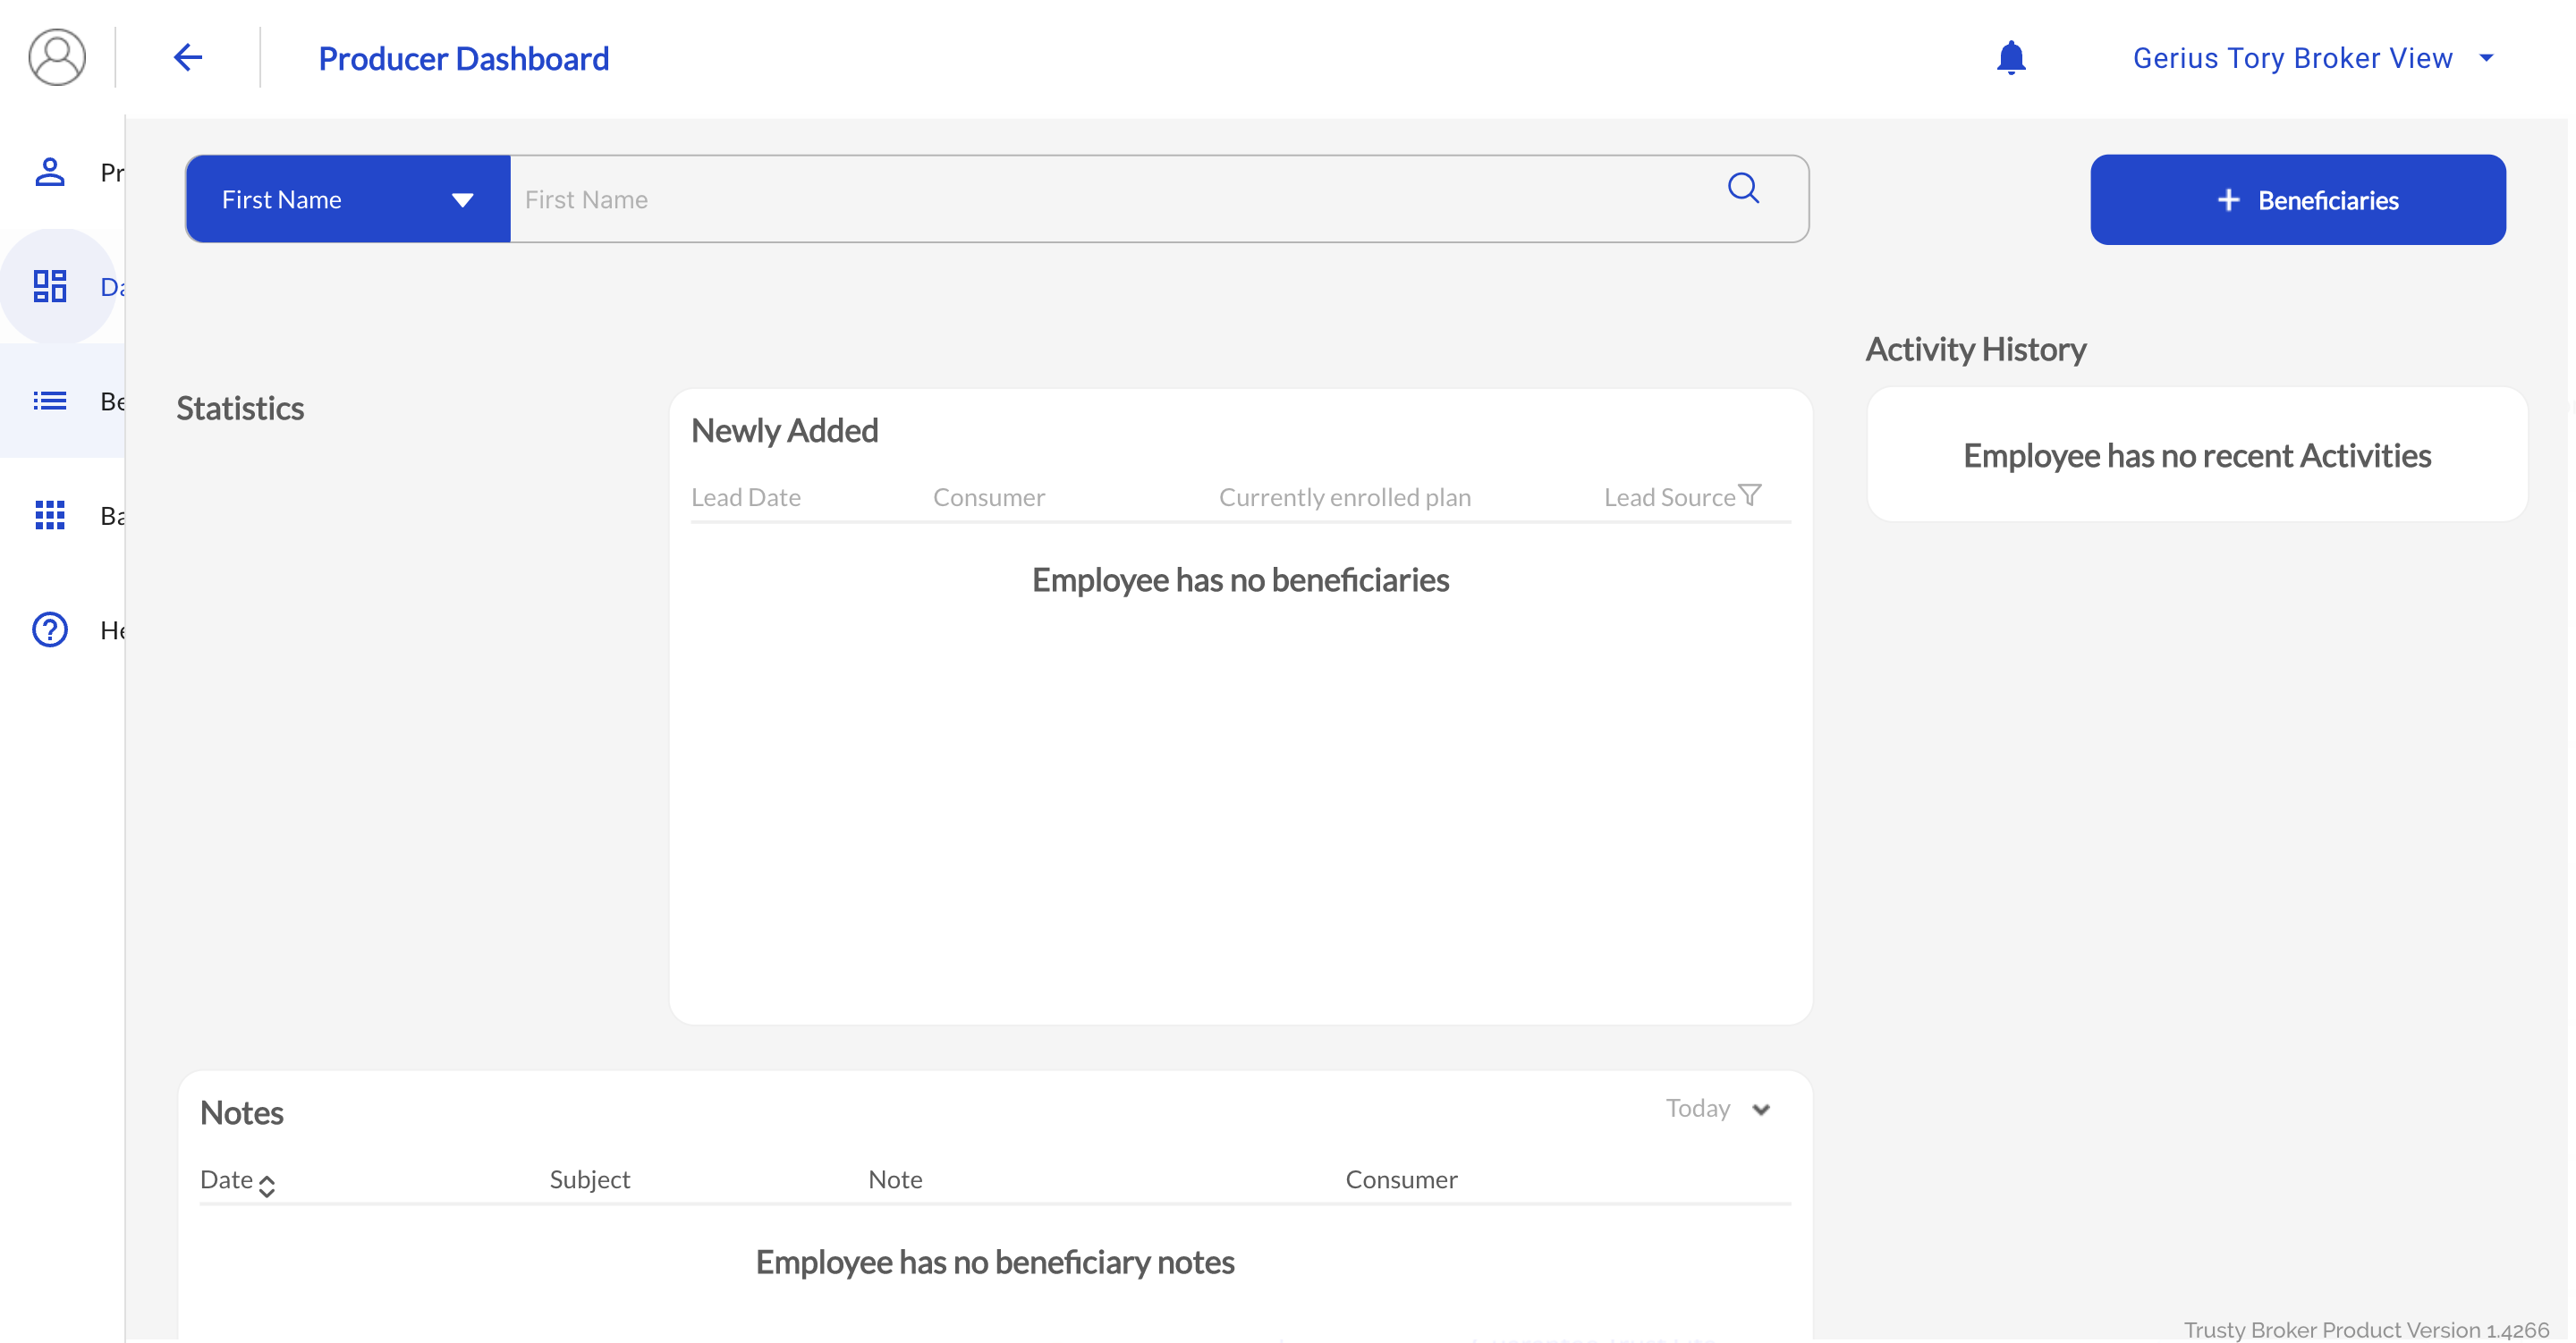 Producer Dashboard
Gerius Tory Broker View
Pr
First Name
First Name
+ Beneficiaries
Da
Activity History
Be
Statistics
Newly Added
Employee has no recent Activities
Lead Date Consumer Currently enrolled plan Lead Source
Ba
Employee has no beneficiaries
He
Notes
Today
Date Subject Note Consumer
Employee has no beneficiary notes
Trusty Broker Product Version 1.4266